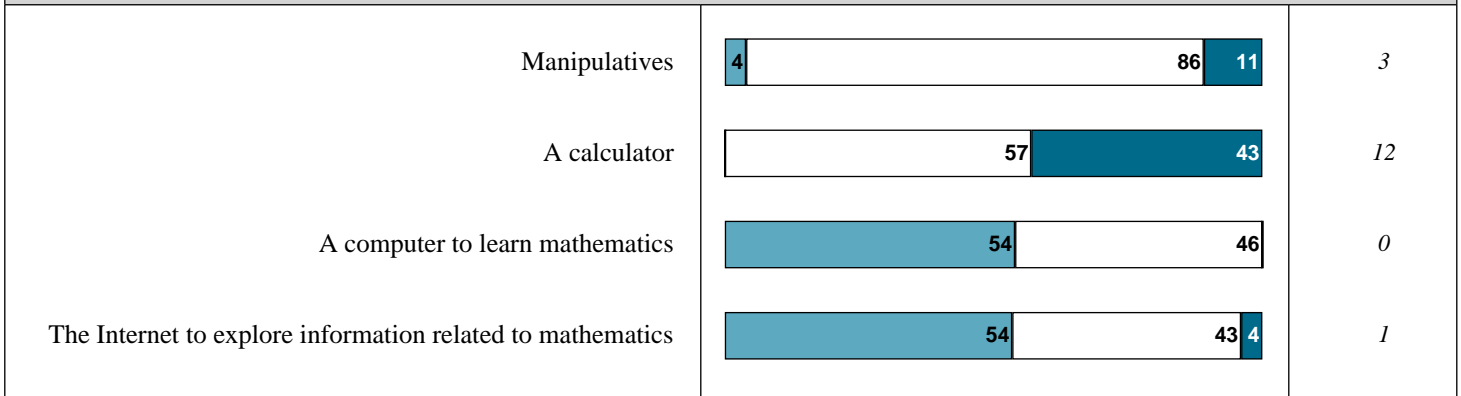 Manipulatives 4 86 11 3
A calculator 57 43 12
A computer to learn mathematics 54 46 0
The Internet to explore information related to mathematics 54 43 4 1